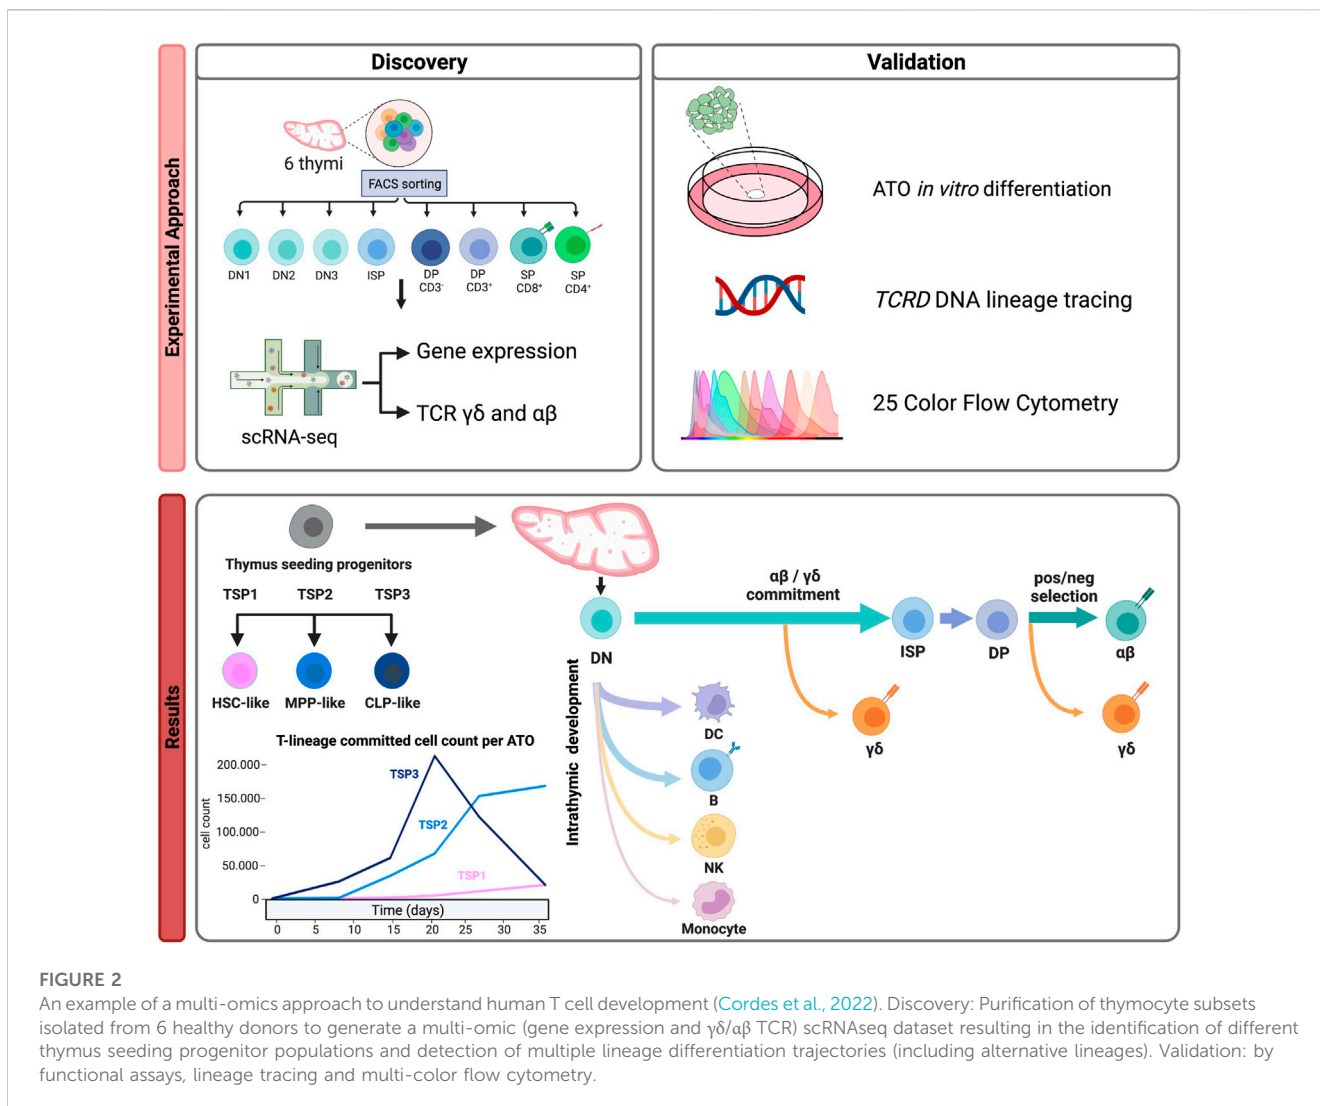 Experimental Approach
Discovery
6 thymi
FACS sorting
DN1
DN2
DN3
ISP
DP
CD3⁻
DP
CD3⁺
SP
CD8⁺
SP
CD4⁺
scRNA-seq
Gene expression
TCR γδ and αβ
Validation
ATO in vitro differentiation
TCRD DNA lineage tracing
25 Color Flow Cytometry
Results
Thymus seeding progenitors
TSP1
TSP2
TSP3
HSC-like
MPP-like
CLP-like
T-lineage committed cell count per ATO
cell count
200.000
150.000
100.000
50.000
0
TSP3
TSP2
TSP1
Time (days)
0 5 10 15 20 25 30 35
Intrathymic development
DN
αβ / γδ
commitment
ISP
DP
pos/neg
selection
αβ
γδ
γδ
DC
B
NK
Monocyte
FIGURE 2
An example of a multi-omics approach to understand human T cell development (Cordes et al., 2022). Discovery: Purification of thymocyte subsets
isolated from 6 healthy donors to generate a multi-omic (gene expression and γδ/αβ TCR) scRNAseq dataset resulting in the identification of different
thymus seeding progenitor populations and detection of multiple lineage differentiation trajectories (including alternative lineages). Validation: by
functional assays, lineage tracing and multi-color flow cytometry.